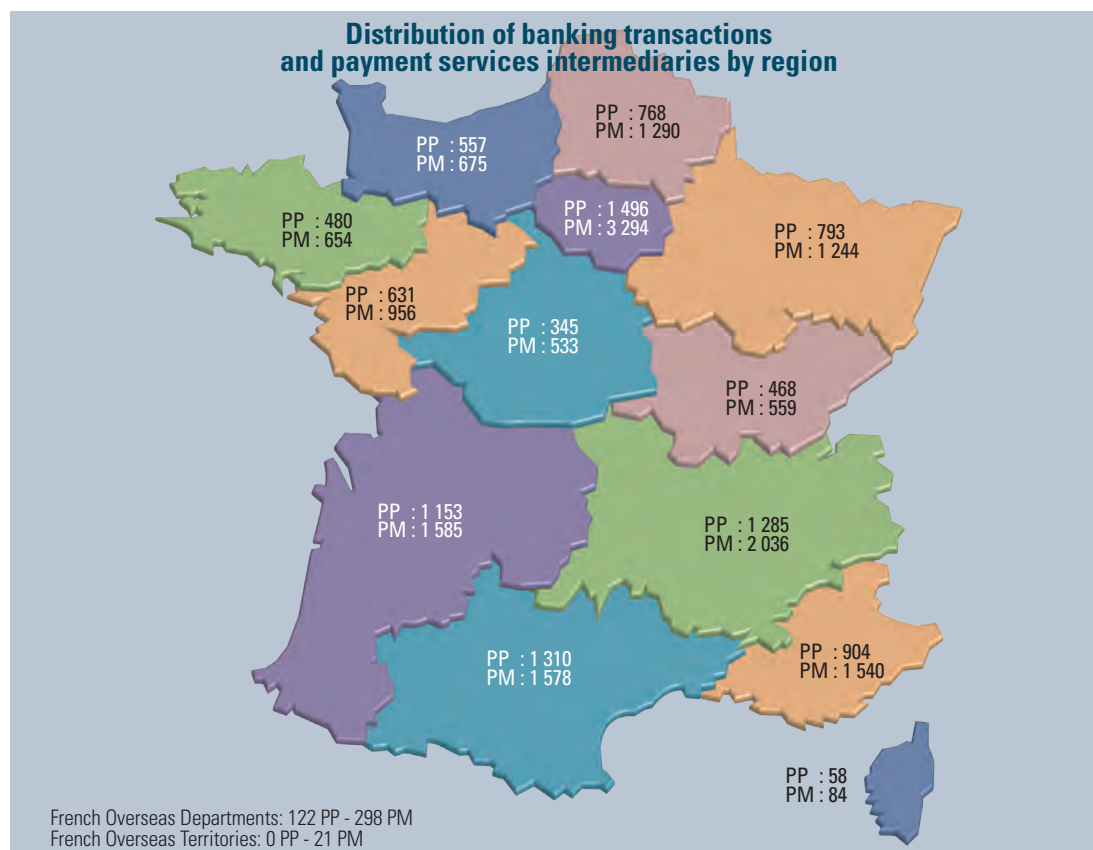 Distribution of banking transactions
and payment services intermediaries by region
PP : 768
PM : 1 290
PP : 557
PM : 675
PP : 480
PM : 654
PP : 1 496
PM : 3 294
PP : 793
PM : 1 244
PP : 631
PM : 956
PP : 345
PM : 533
PP : 468
PM : 559
PP : 1 153
PM : 1 585
PP : 1 285
PM : 2 036
PP : 1 310
PM : 1 578
PP : 904
PM : 1 540
PP : 58
PM : 84
French Overseas Departments: 122 PP - 298 PM
French Overseas Territories: 0 PP - 21 PM